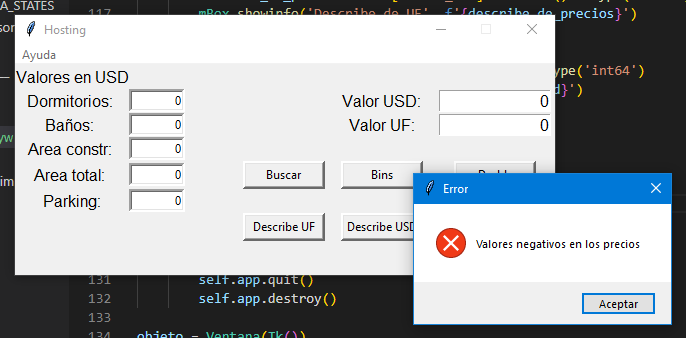 A_STATES
117 mBox.showinfo('Describe de UF', f'{describe_de_precios}')
Hosting
Ayuda
ype('int64')
d}')
Valores en USD
Dormitorios: 0 Valor USD: 0
Baños: 0 Valor UF: 0
Area constr: 0
Area total: 0
Parking: 0
Buscar Bins
Describe UF Describe USD
Error
Valores negativos en los precios
Aceptar
131 self.app.quit()
132 self.app.destroy()
133
134 objeto = Ventana(Tk())